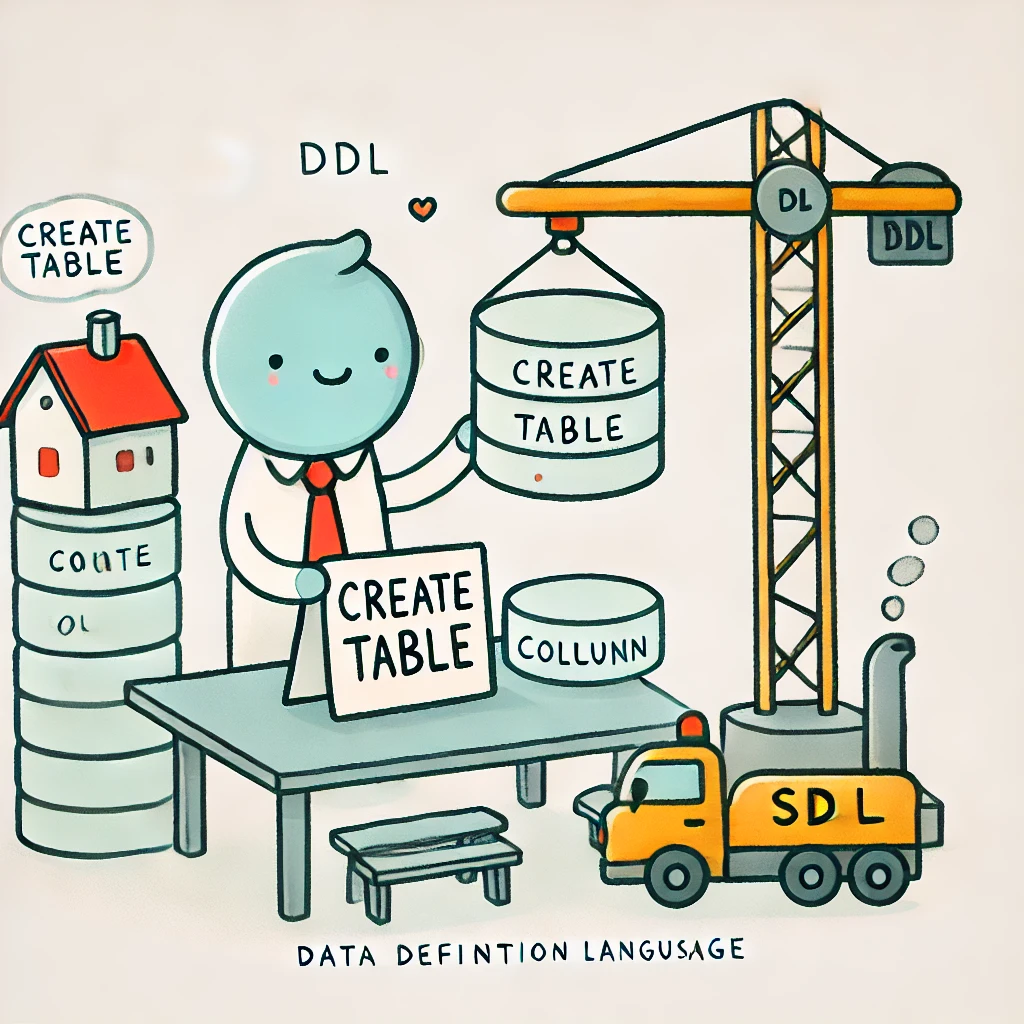 DDL
CREATE
TABLE
DL
DDL
CREATE
TABLE
COUTE
OL
CREATE
TABLE
COLLUNN
SDL
DATA DEFINTION LANGUSAGE